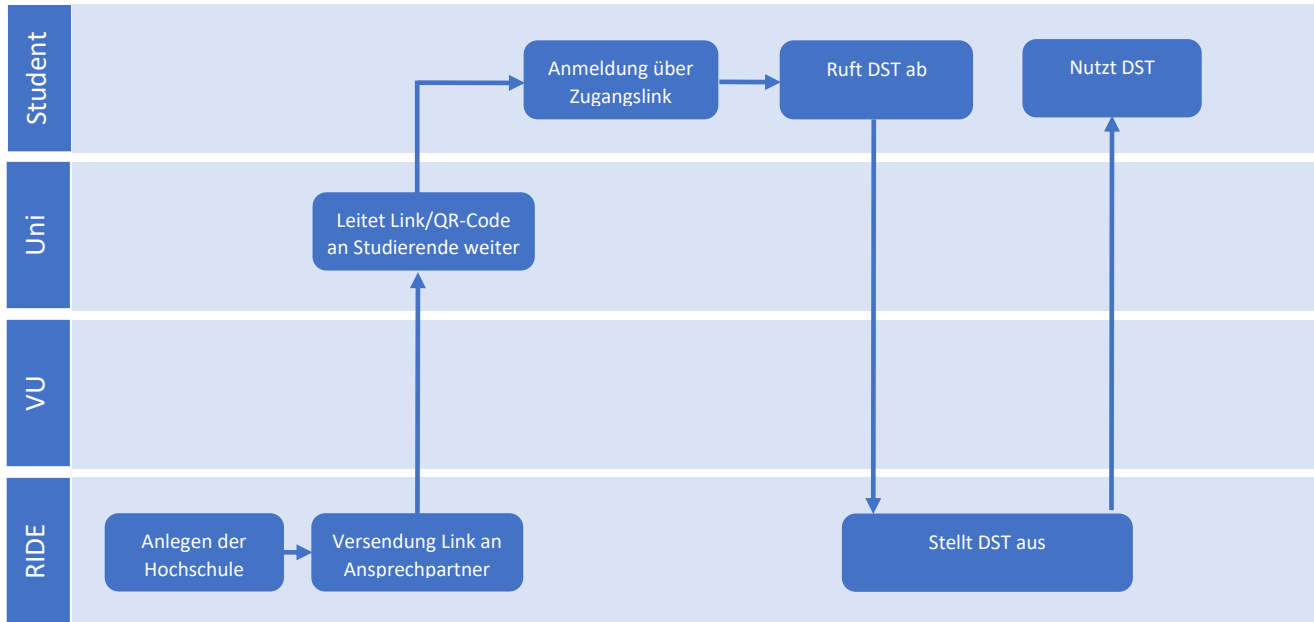 Student
Anmeldung über
Zugangslink
Ruft DST ab
Nutzt DST
Uni
Leitet Link/QR-Code
an Studierende weiter
VU
RIDE
Anlegen der
Hochschule
Versendung Link an
Ansprechpartner
Stellt DST aus